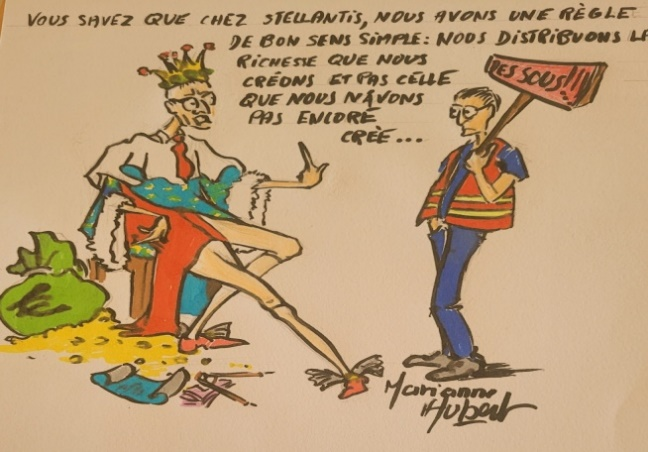 VOUS SAVEZ QUE CHEZ STELLANTIS, NOUS AVONS UNE RÈGLE
DE BON SENS SIMPLE: NOUS DISTRIBUONS LA
RICHESSE QUE NOUS
CRÉONS ET PAS CELLE
QUE NOUS N'AVONS
PAS ENCORE
CRÉE...
DES SOUS!!!
€
Marianne
Hubert